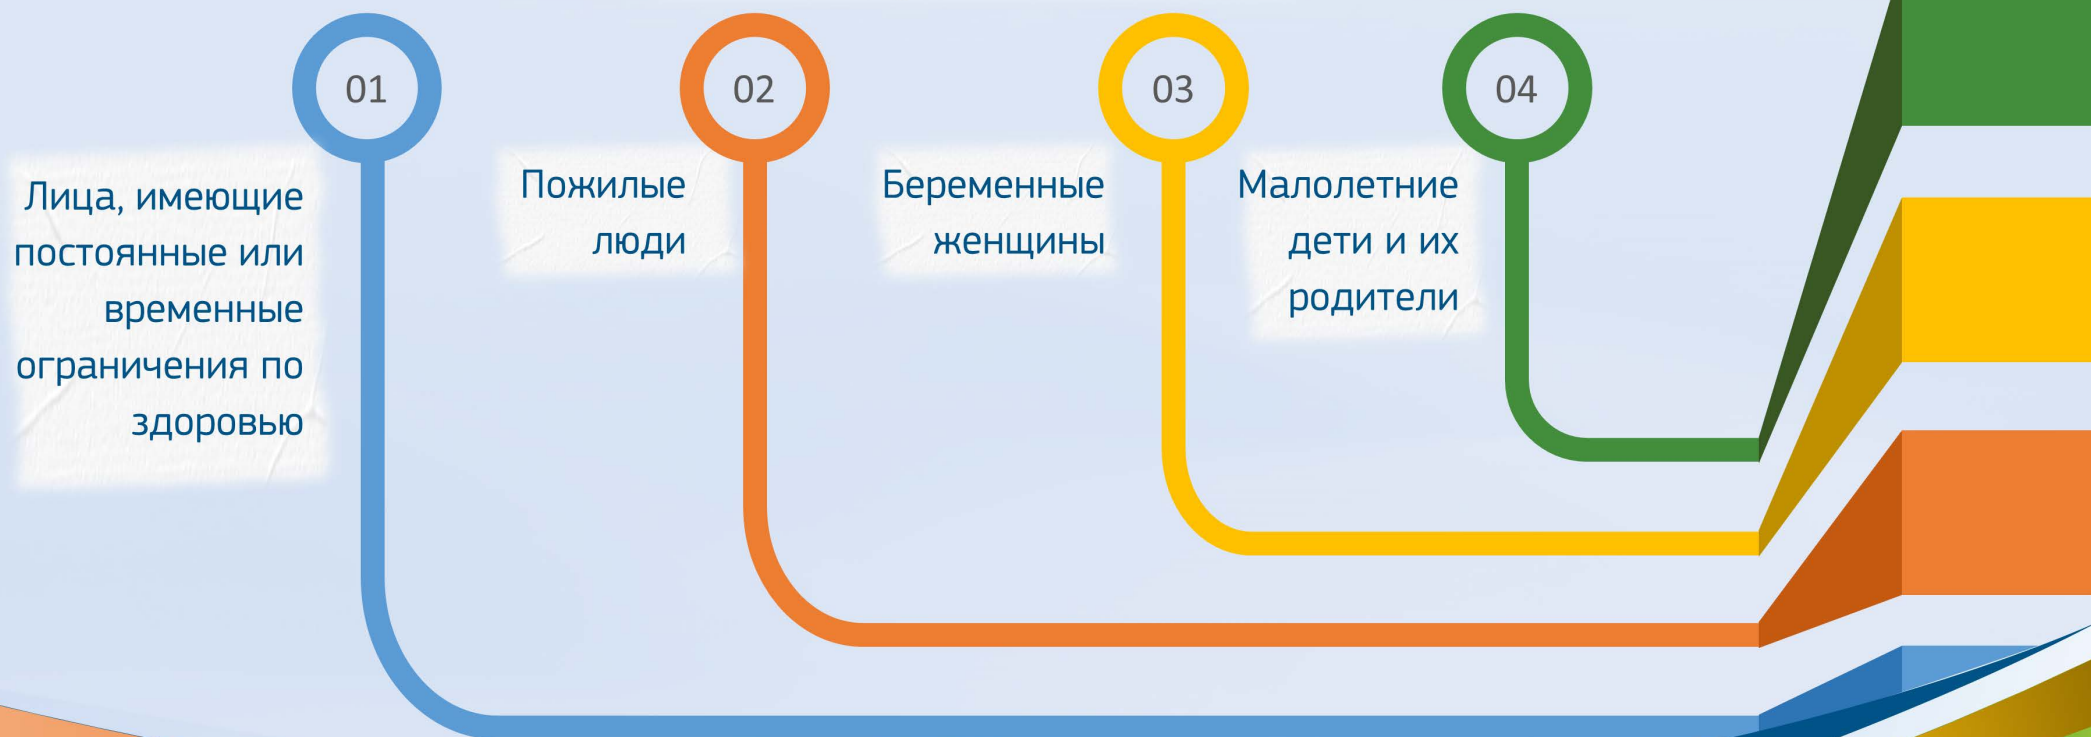 01
Лица, имеющие
постоянные или
временные
ограничения по
здоровью
02
Пожилые
люди
03
Беременные
женщины
04
Малолетние
дети и их
родители